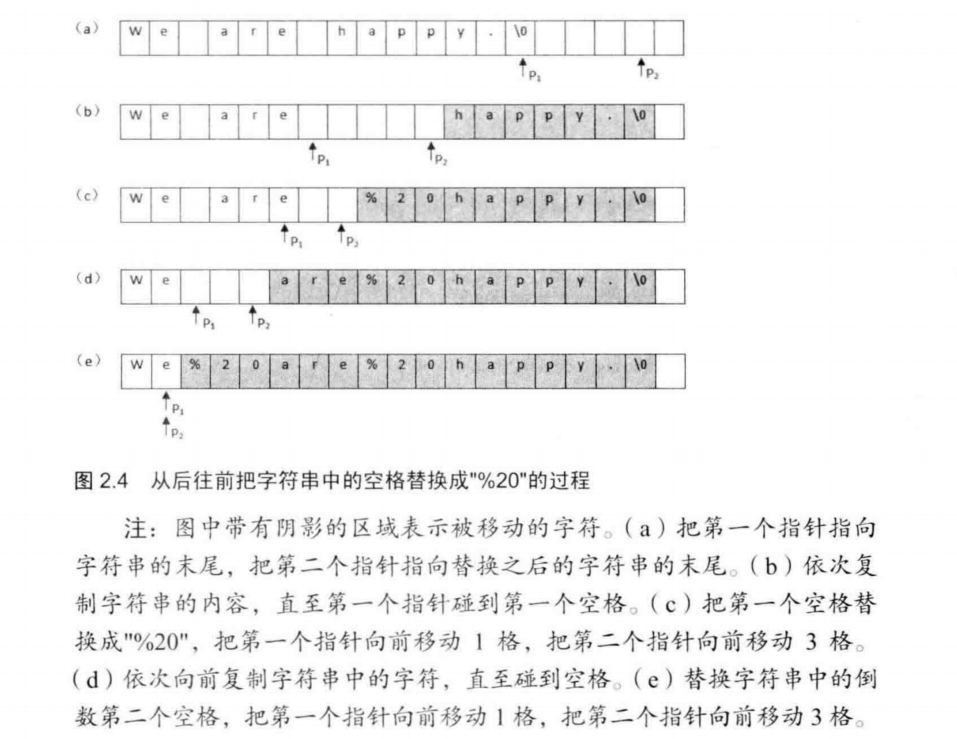 (a) W e a r e h a p p y . \0
P₁ P₂
(b) W e a r e h a p p y . \0
P₁ P₂
(c) W e a r e % 2 0 h a p p y . \0
P₁ P₂
(d) W e a r e % 2 0 h a p p y . \0
P₁ P₂
(e) W e % 2 0 a r e % 2 0 h a p p y . \0
P₁
P₂
图 2.4 从后往前把字符串中的空格替换成"%20"的过程
注：图中带有阴影的区域表示被移动的字符。（a）把第一个指针指向
字符串的末尾，把第二个指针指向替换之后的字符串的末尾。（b）依次复
制字符串的内容，直至第一个指针碰到第一个空格。（c）把第一个空格替
换成"%20"，把第一个指针向前移动 1 格，把第二个指针向前移动 3 格。
（d）依次向前复制字符串中的字符，直至碰到空格。（e）替换字符串中的倒
数第二个空格，把第一个指针向前移动 1 格，把第二个指针向前移动 3 格。